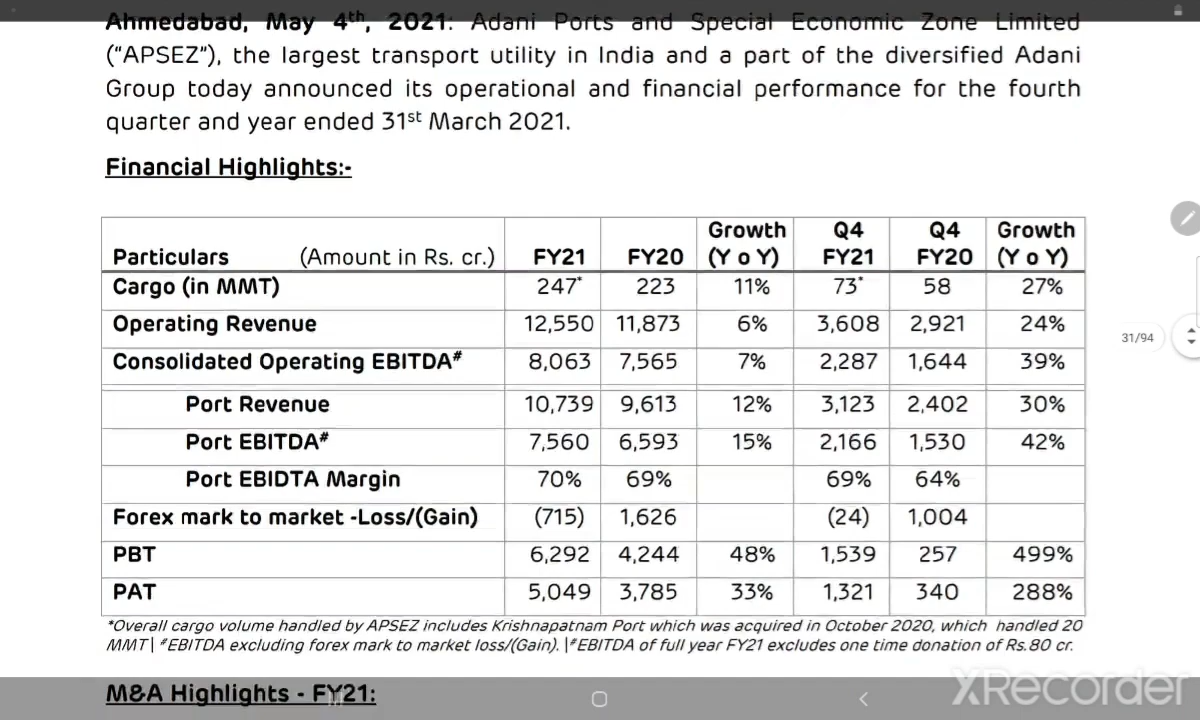 Ahmedabad, May 4th, 2021: Adani Ports and Special Economic Zone Limited
("APSEZ"), the largest transport utility in India and a part of the diversified Adani
Group today announced its operational and financial performance for the fourth
quarter and year ended 31st March 2021.
Financial Highlights:-
Particulars (Amount in Rs. cr.) FY21 FY20 Growth (Y o Y) Q4 FY21 Q4 FY20 Growth (Y o Y)
Cargo (in MMT) 247* 223 11% 73* 58 27%
Operating Revenue 12,550 11,873 6% 3,608 2,921 24%
Consolidated Operating EBITDA# 8,063 7,565 7% 2,287 1,644 39%
Port Revenue 10,739 9,613 12% 3,123 2,402 30%
Port EBITDA# 7,560 6,593 15% 2,166 1,530 42%
Port EBIDTA Margin 70% 69% 69% 64%
Forex mark to market -Loss/(Gain) (715) 1,626 (24) 1,004
PBT 6,292 4,244 48% 1,539 257 499%
PAT 5,049 3,785 33% 1,321 340 288%
*Overall cargo volume handled by APSEZ includes Krishnapatnam Port which was acquired in October 2020, which handled 20
MMT| #EBITDA excluding forex mark to market loss/(Gain). |#EBITDA of full year FY21 excludes one time donation of Rs.80 cr.
M&A Highlights - FY21:
31/94
XRecorder